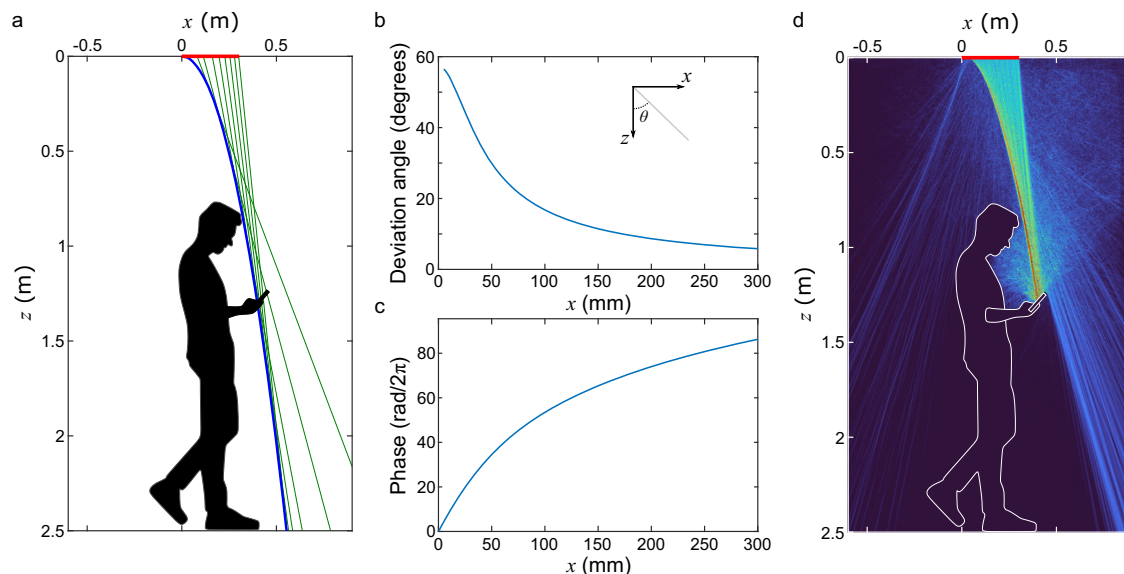 a
x (m)
-0.5 0 0.5
0
0.5
1
1.5
2
2.5
z (m)
b
Deviation angle (degrees)
60
40
20
0
0 50 100 150 200 250 300
x (mm)
x
θ
z
c
Phase (rad/2π)
80
60
40
20
0
0 50 100 150 200 250 300
x (mm)
d
x (m)
-0.5 0 0.5
0
0.5
1
1.5
2
2.5
z (m)